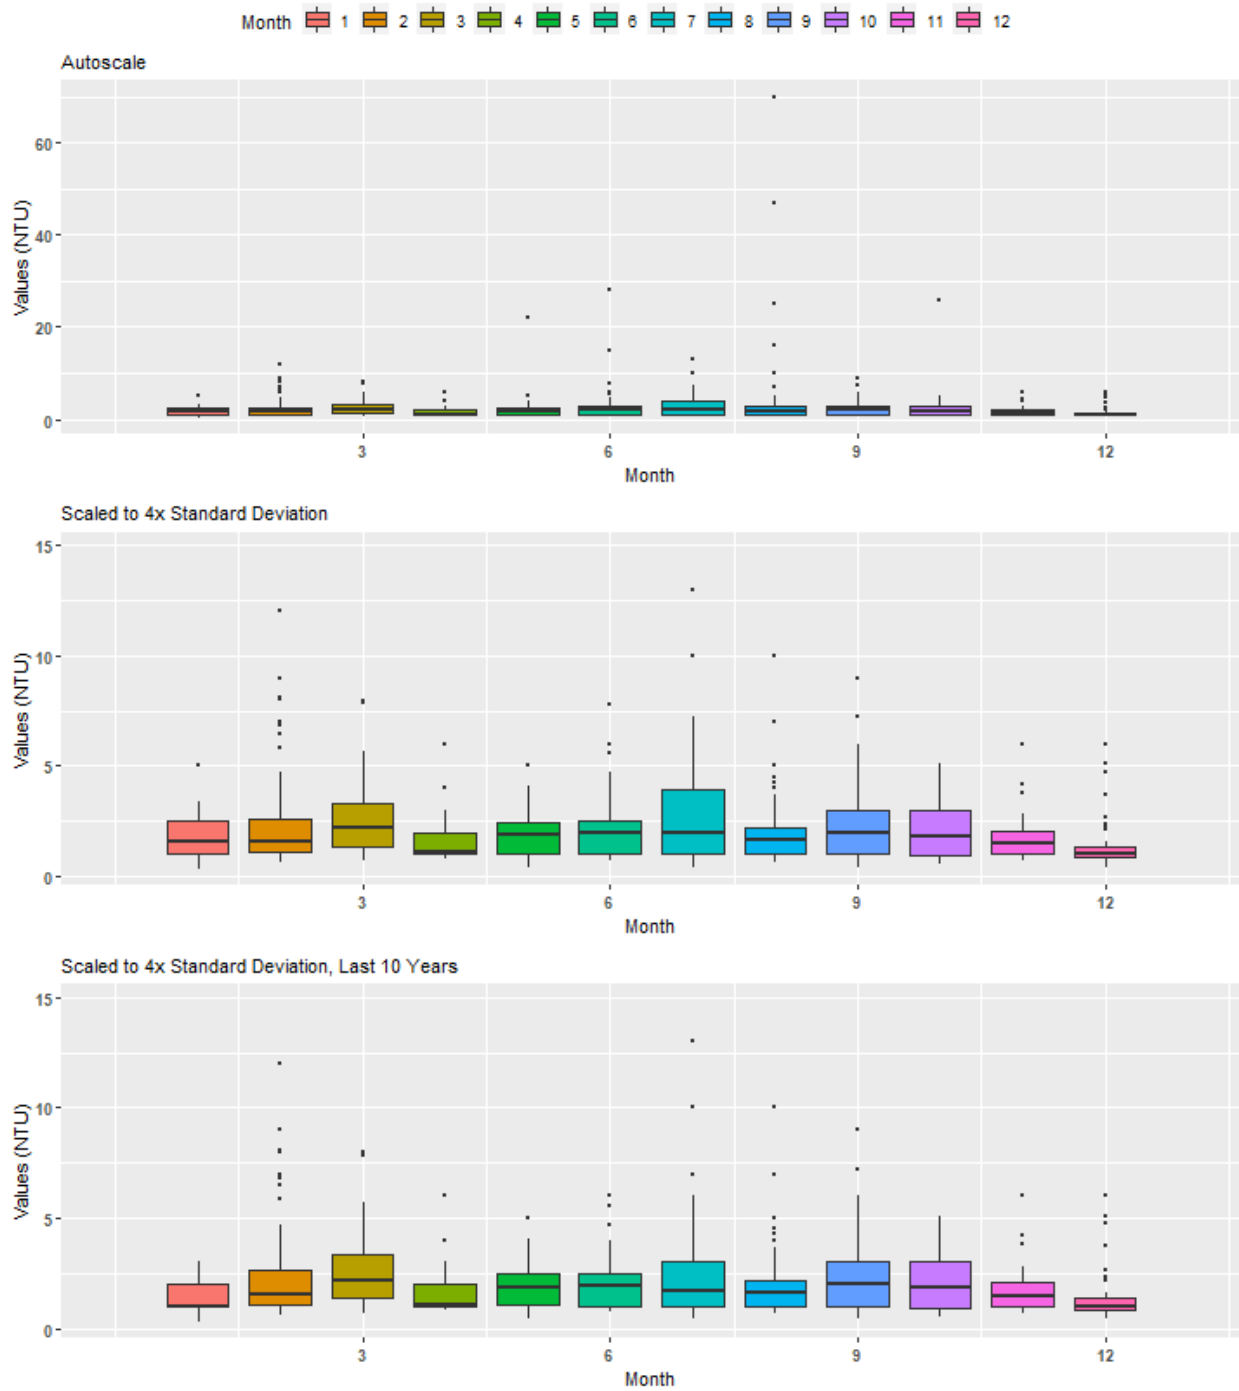 Month 1 2 3 4 5 6 7 8 9 10 11 12
Autoscale
Values (NTU)
60
40
20
0
3 6 9 12
Month
Scaled to 4x Standard Deviation
Values (NTU)
15
10
5
0
3 6 9 12
Month
Scaled to 4x Standard Deviation, Last 10 Years
Values (NTU)
15
10
5
0
3 6 9 12
Month